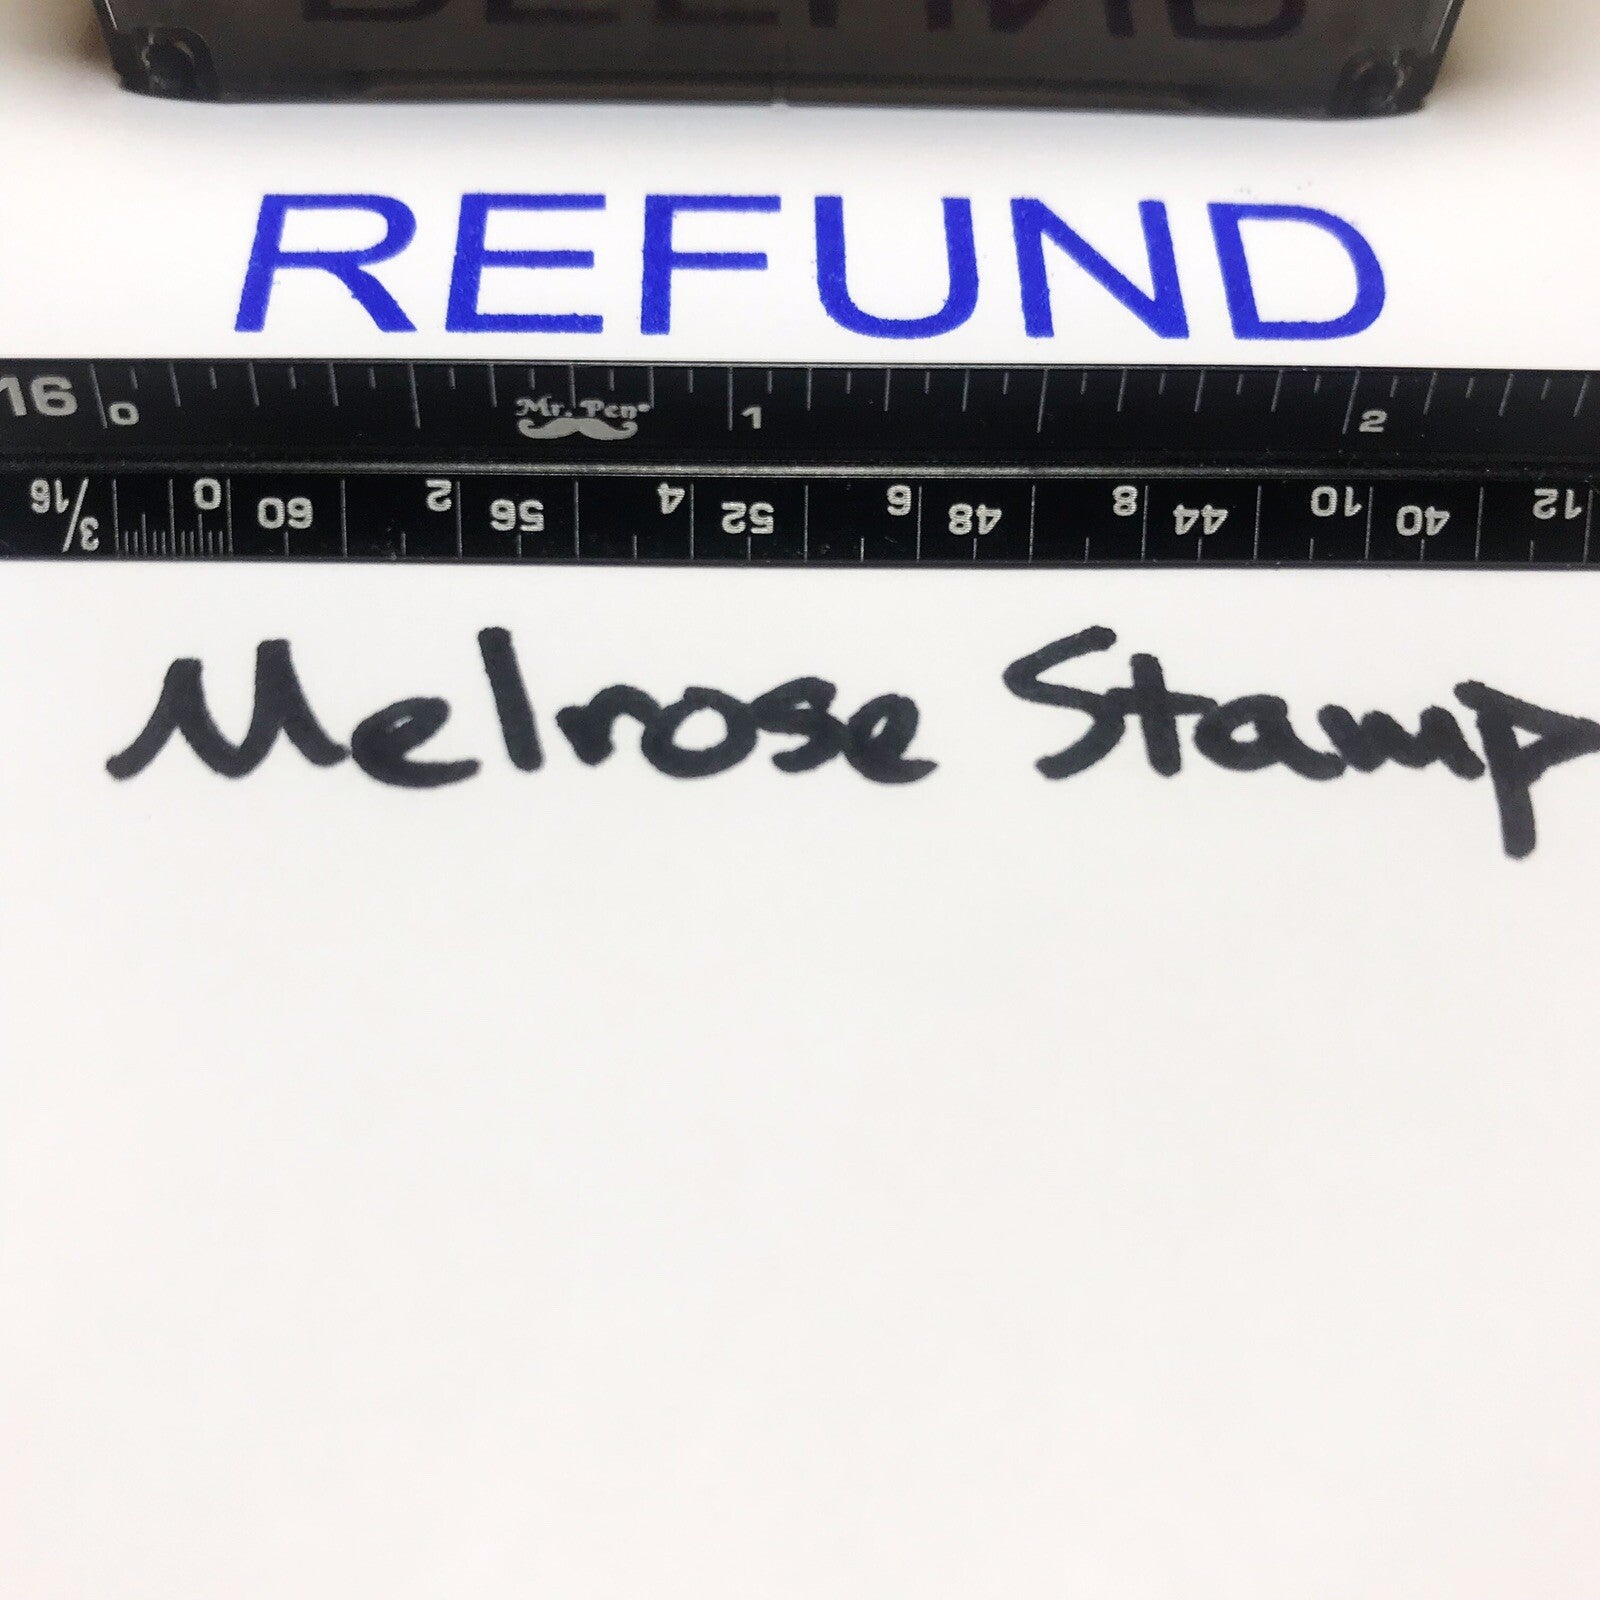 REFUND
16 0 Mr. Pen 1 2
3/16 0 60 2 56 4 52 6 48 8 44 10 40 12
Melrose Stamp